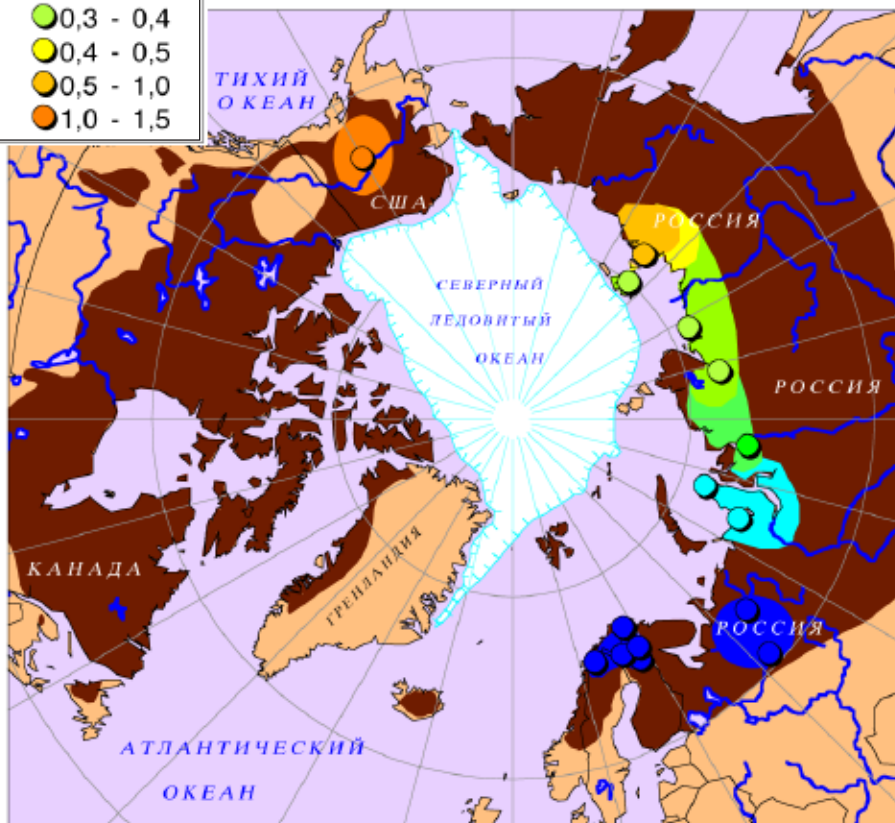 0,3 - 0,4
0,4 - 0,5
0,5 - 1,0
1,0 - 1,5
ТИХИЙ
ОКЕАН
США
РОССИЯ
СЕВЕРНЫЙ
ЛЕДОВИТЫЙ
ОКЕАН
РОССИЯ
КАНАДА
ГРЕНЛАНДИЯ
РОССИЯ
АТЛАНТИЧЕСКИЙ
ОКЕАН